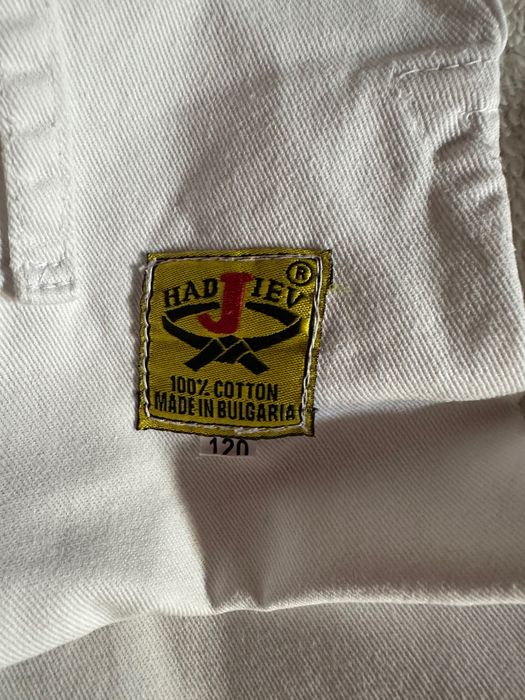 HADJIEV ®
100% COTTON
MADE IN BULGARIA
120